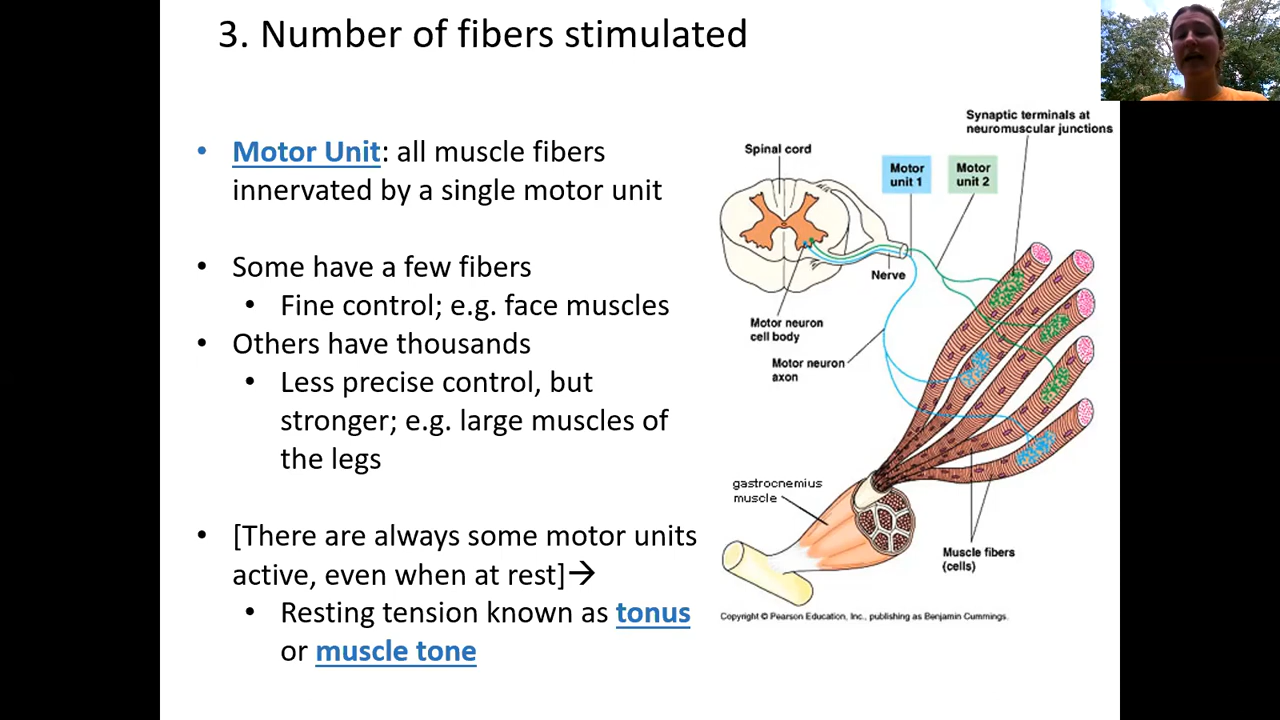 3. Number of fibers stimulated
• Motor Unit: all muscle fibers
innervated by a single motor unit
• Some have a few fibers
• Fine control; e.g. face muscles
• Others have thousands
• Less precise control, but
stronger; e.g. large muscles of
the legs
• [There are always some motor units
active, even when at rest]→
• Resting tension known as tonus
or muscle tone
Synaptic terminals at
neuromuscular junctions
Spinal cord
Motor
unit 1
Motor
unit 2
Nerve
Motor neuron
cell body
Motor neuron
axon
gastrocnemius
muscle
Muscle fibers
(cells)
Copyright © Pearson Education, Inc., publishing as Benjamin Cummings.